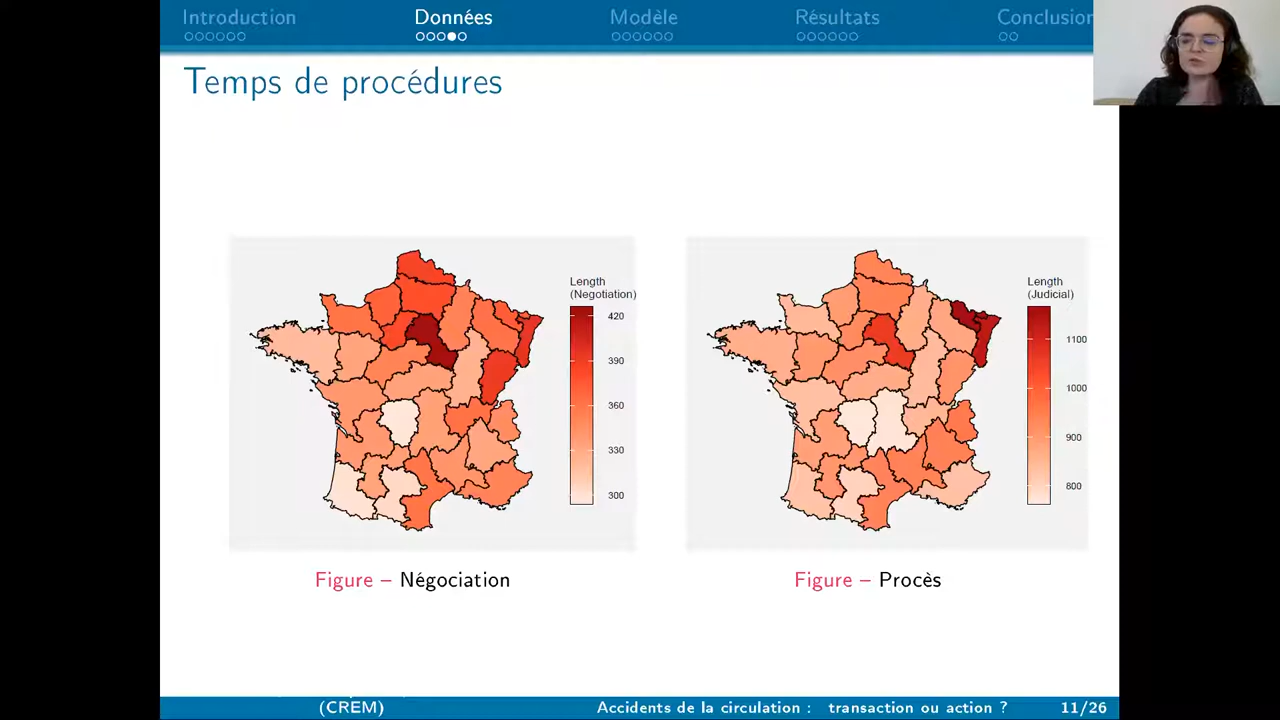 Introduction Données Modèle Résultats Conclusion
Temps de procédures
Length
(Negotiation)
420
390
360
330
300
Length
(Judicial)
1100
1000
900
800
Figure – Négociation
Figure – Procès
(CREM) Accidents de la circulation : transaction ou action ? 11/26